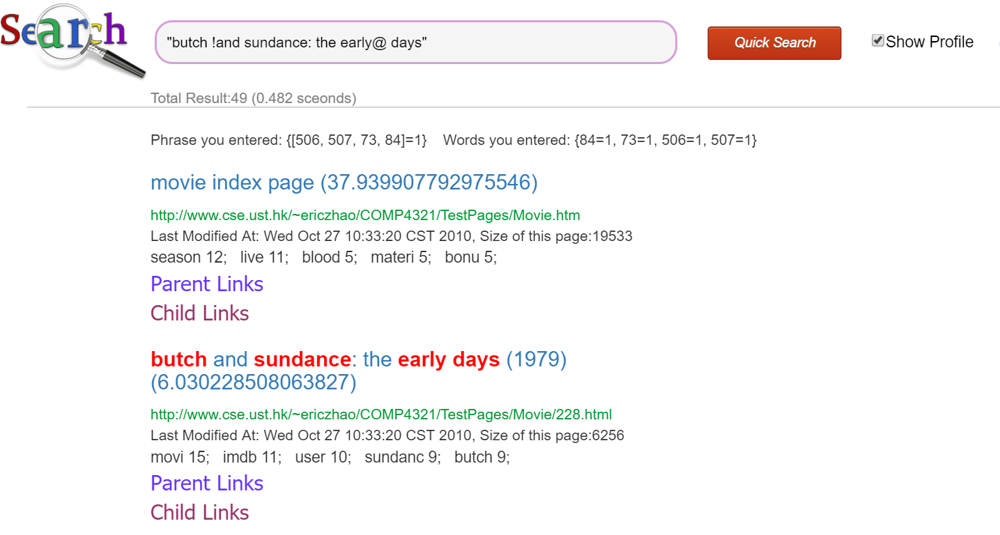 Search
"butch !and sundance: the early@ days"
Quick Search
Show Profile
Total Result:49 (0.482 sceonds)
Phrase you entered: {[506, 507, 73, 84]=1} Words you entered: {84=1, 73=1, 506=1, 507=1}
movie index page (37.939907792975546)
http://www.cse.ust.hk/~ericzhao/COMP4321/TestPages/Movie.htm
Last Modified At: Wed Oct 27 10:33:20 CST 2010, Size of this page:19533
season 12; live 11; blood 5; materi 5; bonu 5;
Parent Links
Child Links
butch and sundance: the early days (1979)
(6.030228508063827)
http://www.cse.ust.hk/~ericzhao/COMP4321/TestPages/Movie/228.html
Last Modified At: Wed Oct 27 10:33:20 CST 2010, Size of this page:6256
movi 15; imdb 11; user 10; sundanc 9; butch 9;
Parent Links
Child Links